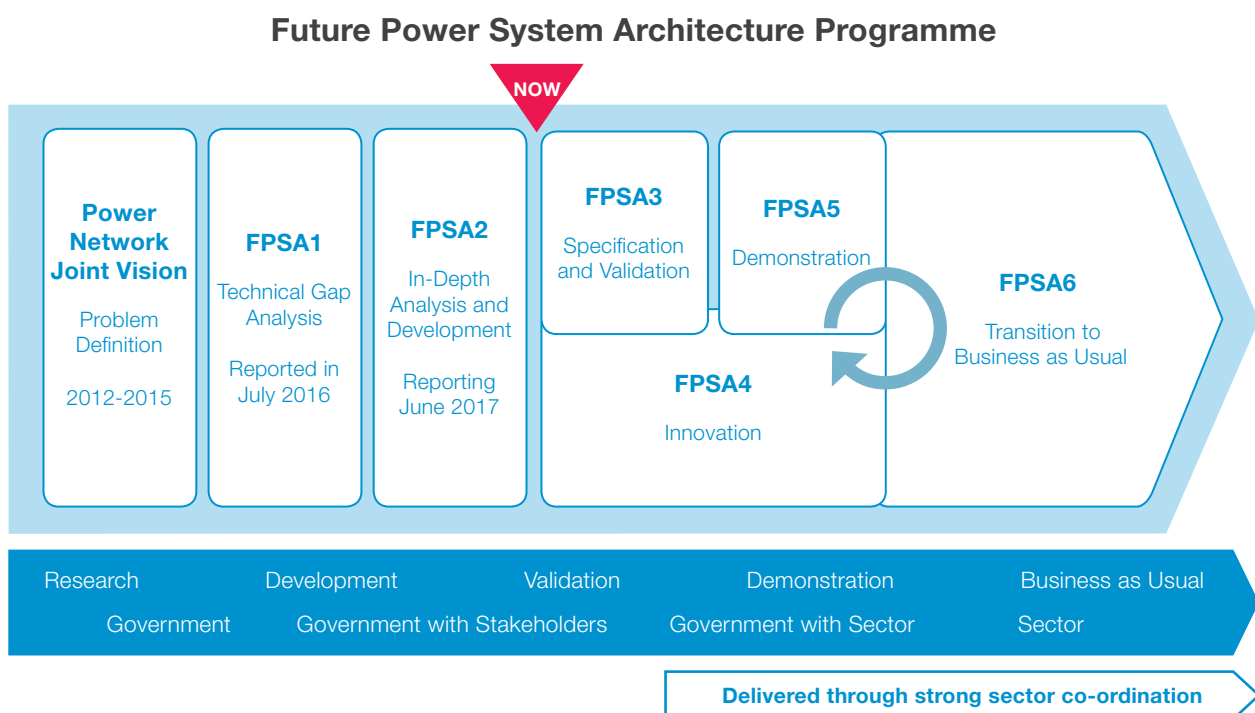 Future Power System Architecture Programme
NOW
Power
Network
Joint Vision
Problem
Definition
2012-2015
FPSA1
Technical Gap
Analysis
Reported in
July 2016
FPSA2
In-Depth
Analysis and
Development
Reporting
June 2017
FPSA3
Specification
and Validation
FPSA5
Demonstration
FPSA4
Innovation
FPSA6
Transition to
Business as Usual
Research Development Validation Demonstration Business as Usual
Government Government with Stakeholders Government with Sector Sector
Delivered through strong sector co-ordination